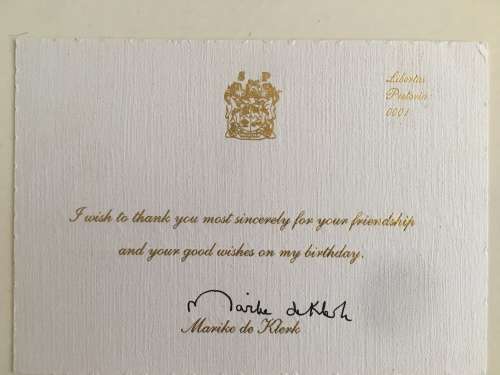 S P
Libertas
Pretoria
0001
I wish to thank you most sincerely for your friendship
and your good wishes on my birthday.
Marike de Klerk
Marike de Klerk